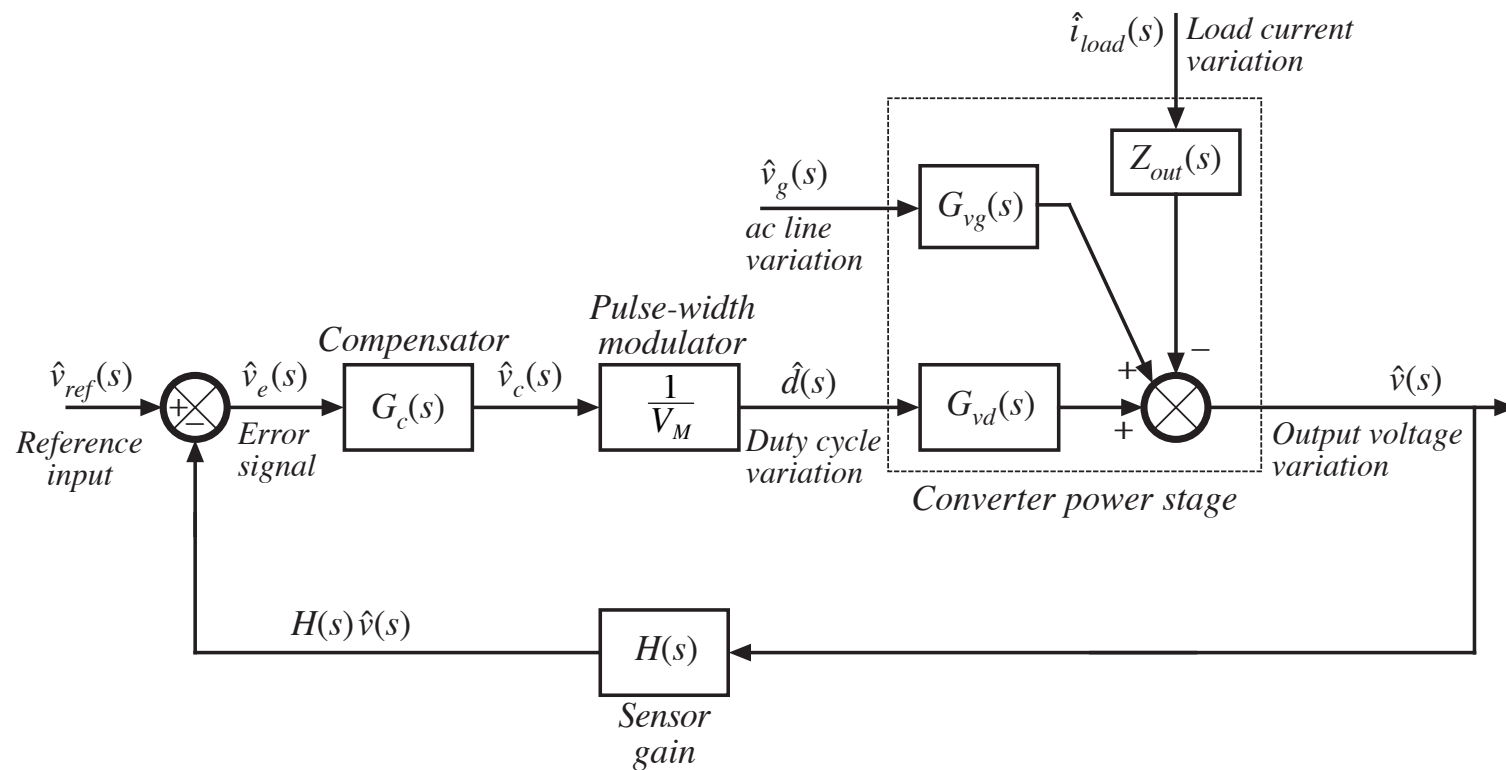 î_load(s)
Load current
variation
Z_out(s)
v̂_g(s)
ac line
variation
G_vg(s)
Pulse-width
modulator
Compensator
v̂_ref(s)
Reference
input
+
−
v̂_e(s)
Error
signal
G_c(s)
v̂_c(s)
1
V_M
d̂(s)
Duty cycle
variation
G_vd(s)
+
+
−
v̂(s)
Output voltage
variation
Converter power stage
H(s) v̂(s)
H(s)
Sensor
gain